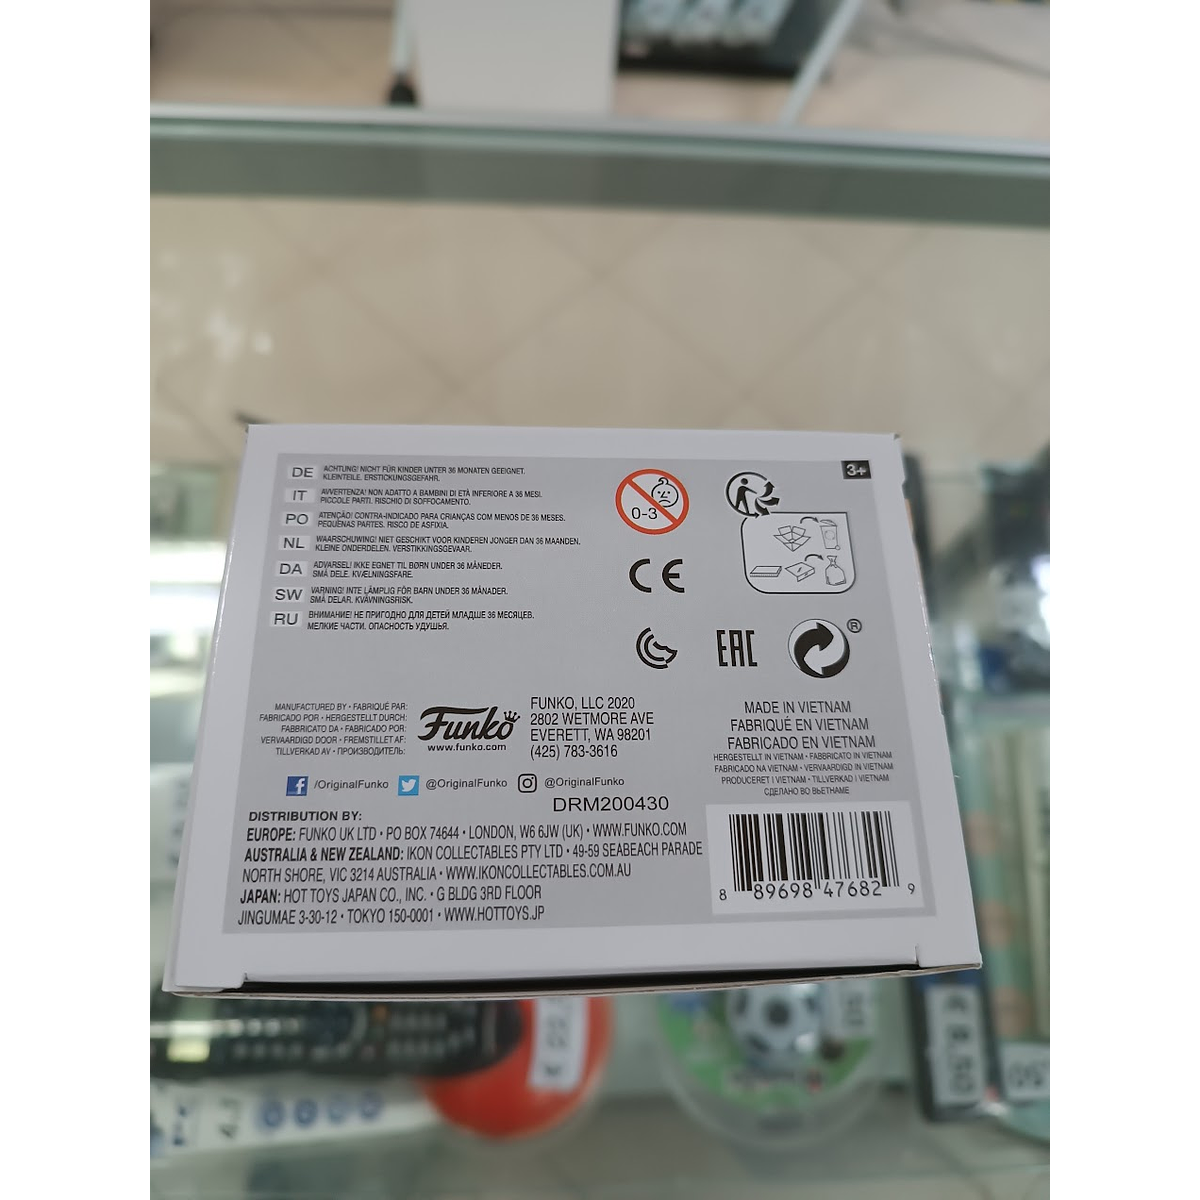 DE ACHTUNG! NICHT FÜR KINDER UNTER 36 MONATEN GEEIGNET.
KLEINTEILE. ERSTICKUNGSGEFAHR.
IT AVVERTENZA! NON ADATTO A BAMBINI DI ETÀ INFERIORE A 36 MESI.
PICCOLE PARTI. RISCHIO DI SOFFOCAMENTO.
PO ATENÇÃO! CONTRA-INDICADO PARA CRIANÇAS COM MENOS DE 36 MESES.
PEQUENAS PARTES. RISCO DE ASFIXIA.
NL WAARSCHUWING! NIET GESCHIKT VOOR KINDEREN JONGER DAN 36 MAANDEN.
KLEINE ONDERDELEN. VERSTIKKINGSGEVAAR.
DA ADVARSEL! IKKE EGNET TIL BØRN UNDER 36 MÅNEDER.
SMÅ DELE. KVÆLNINGSFARE.
SW VARNING! INTE LÄMPLIG FÖR BARN UNDER 36 MÅNADER.
SMÅ DELAR. KVÄVNINGSRISK.
RU ВНИМАНИЕ! НЕ ПРИГОДНО ДЛЯ ДЕТЕЙ МЛАДШЕ 36 МЕСЯЦЕВ.
МЕЛКИЕ ЧАСТИ. ОПАСНОСТЬ УДУШЬЯ.
0-3
3+
CE
EAC
®
MANUFACTURED BY • FABRIQUÉ PAR:
FABRICADO POR • HERGESTELLT DURCH:
FABBRICATO DA • FABRICADO POR:
VERVAARDIGD DOOR • FREMSTILLET AF:
TILLVERKAD AV • ПРОИЗВОДИТЕЛЬ:
Funko
www.funko.com
FUNKO, LLC 2020
2802 WETMORE AVE
EVERETT, WA 98201
(425) 783-3616
/OriginalFunko @OriginalFunko @OriginalFunko
DRM200430
MADE IN VIETNAM
FABRIQUÉ EN VIETNAM
FABRICADO EN VIETNAM
HERGESTELLT IN VIETNAM • FABBRICATO IN VIETNAM
FABRICADO NA VIETNAM • VERVAARDIGD IN VIETNAM
PRODUCERET I VIETNAM • TILLVERKAD I VIETNAM
СДЕЛАНО ВО ВЬЕТНАМЕ
DISTRIBUTION BY:
EUROPE: FUNKO UK LTD • PO BOX 74644 • LONDON, W6 6JW (UK) • WWW.FUNKO.COM
AUSTRALIA & NEW ZEALAND: IKON COLLECTABLES PTY LTD • 49-59 SEABEACH PARADE
NORTH SHORE, VIC 3214 AUSTRALIA • WWW.IKONCOLLECTABLES.COM.AU
JAPAN: HOT TOYS JAPAN CO., INC. • G BLDG 3RD FLOOR
JINGUMAE 3-30-12 • TOKYO 150-0001 • WWW.HOTTOYS.JP
8 89698 47682 9